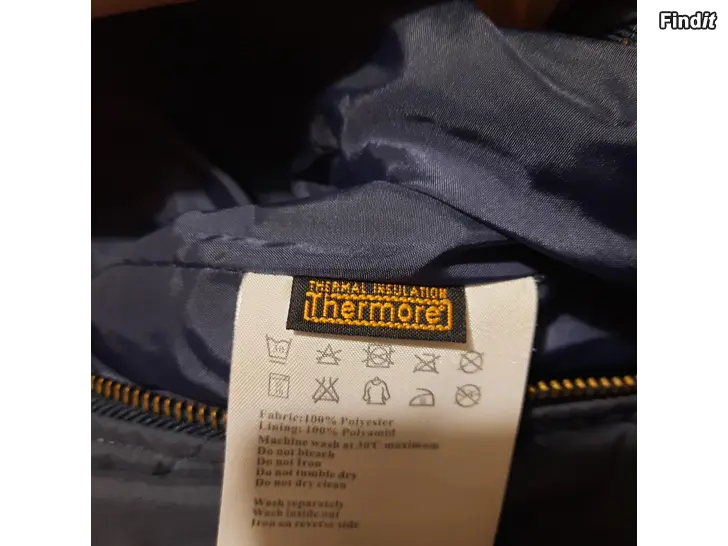 Findit
THERMAL INSULATION
Thermore®
30
Fabric:100% Polyester
Lining: 100% Polyamid
Machine wash at 30℃ maximum
Do not bleach
Do not Iron
Do not tumble dry
Do not dry clean
Wash separately
Wash inside out
Iron on reverse side